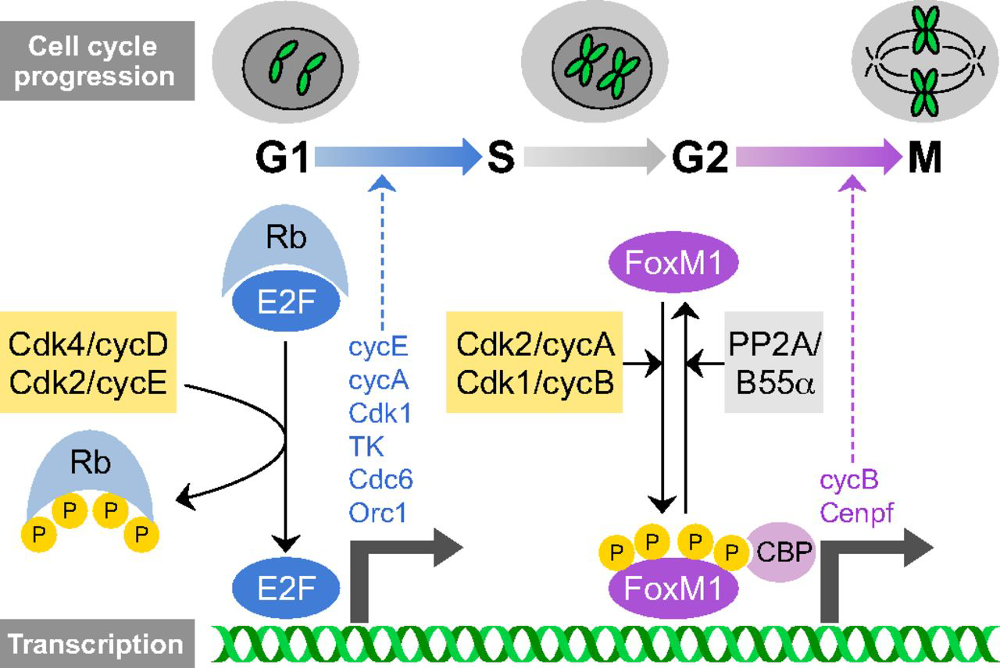 Cell cycle
progression
G1
S
G2
M
Rb
E2F
FoxM1
Cdk4/cycD
Cdk2/cycE
cycE
cycA
Cdk1
TK
Cdc6
Orc1
Cdk2/cycA
Cdk1/cycB
PP2A/
B55α
Rb
P P P P
cycB
Cenpf
E2F
P P P P
CBP
FoxM1
Transcription